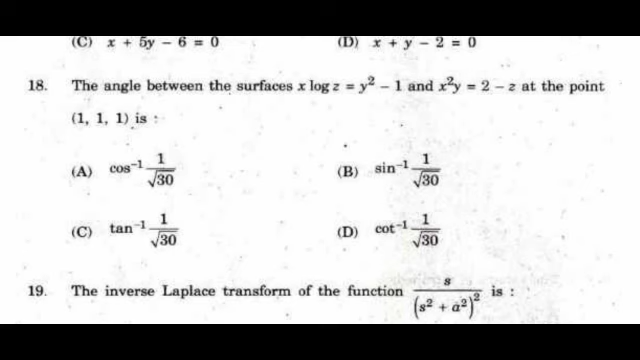 (C) x + 5y − 6 = 0 (D) x + y − 2 = 0
18. The angle between the surfaces x log z = y² − 1 and x²y = 2 − z at the point
(1, 1, 1) is :
(A) cos⁻¹ 1/√30 (B) sin⁻¹ 1/√30
(C) tan⁻¹ 1/√30 (D) cot⁻¹ 1/√30
19. The inverse Laplace transform of the function s/(s² + a²)² is :